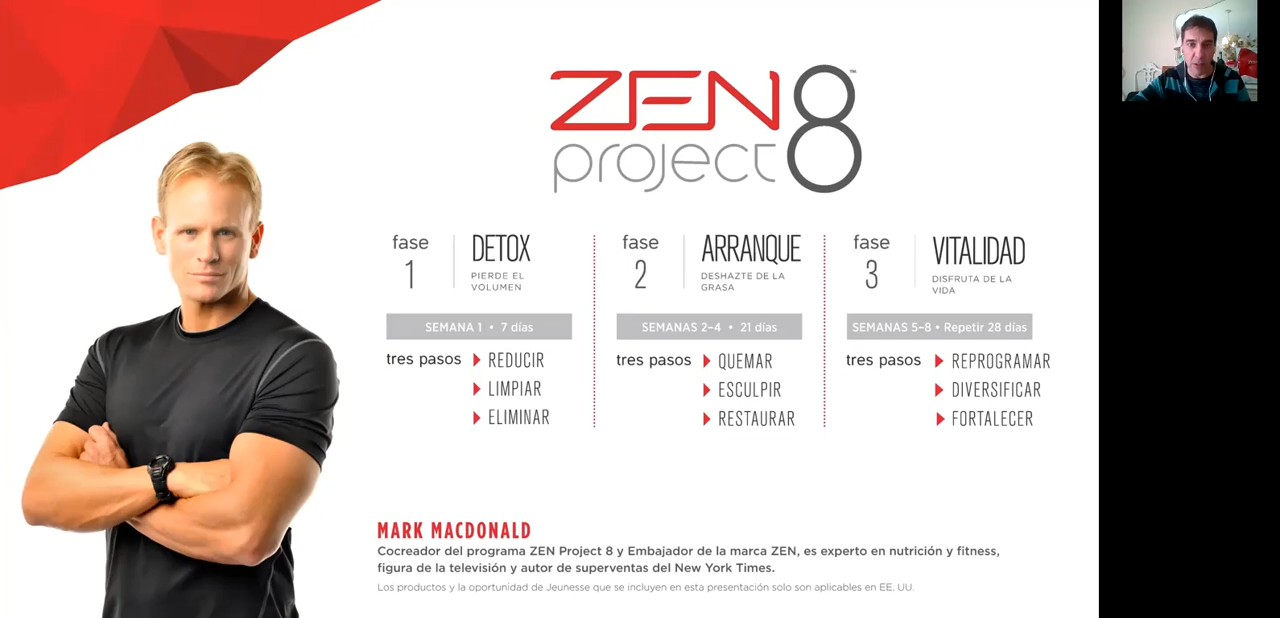 ZEN
project 8™
fase
1
DETOX
PIERDE EL
VOLUMEN
SEMANA 1 • 7 días
tres pasos
REDUCIR
LIMPIAR
ELIMINAR
fase
2
ARRANQUE
DESHAZTE DE LA
GRASA
SEMANAS 2–4 • 21 días
tres pasos
QUEMAR
ESCULPIR
RESTAURAR
fase
3
VITALIDAD
DISFRUTA DE LA
VIDA
SEMANAS 5–8 • Repetir 28 días
tres pasos
REPROGRAMAR
DIVERSIFICAR
FORTALECER
MARK MACDONALD
Cocreador del programa ZEN Project 8 y Embajador de la marca ZEN, es experto en nutrición y fitness,
figura de la televisión y autor de superventas del New York Times.
Los productos y la oportunidad de Jeunesse que se incluyen en esta presentación solo son aplicables en EE. UU.